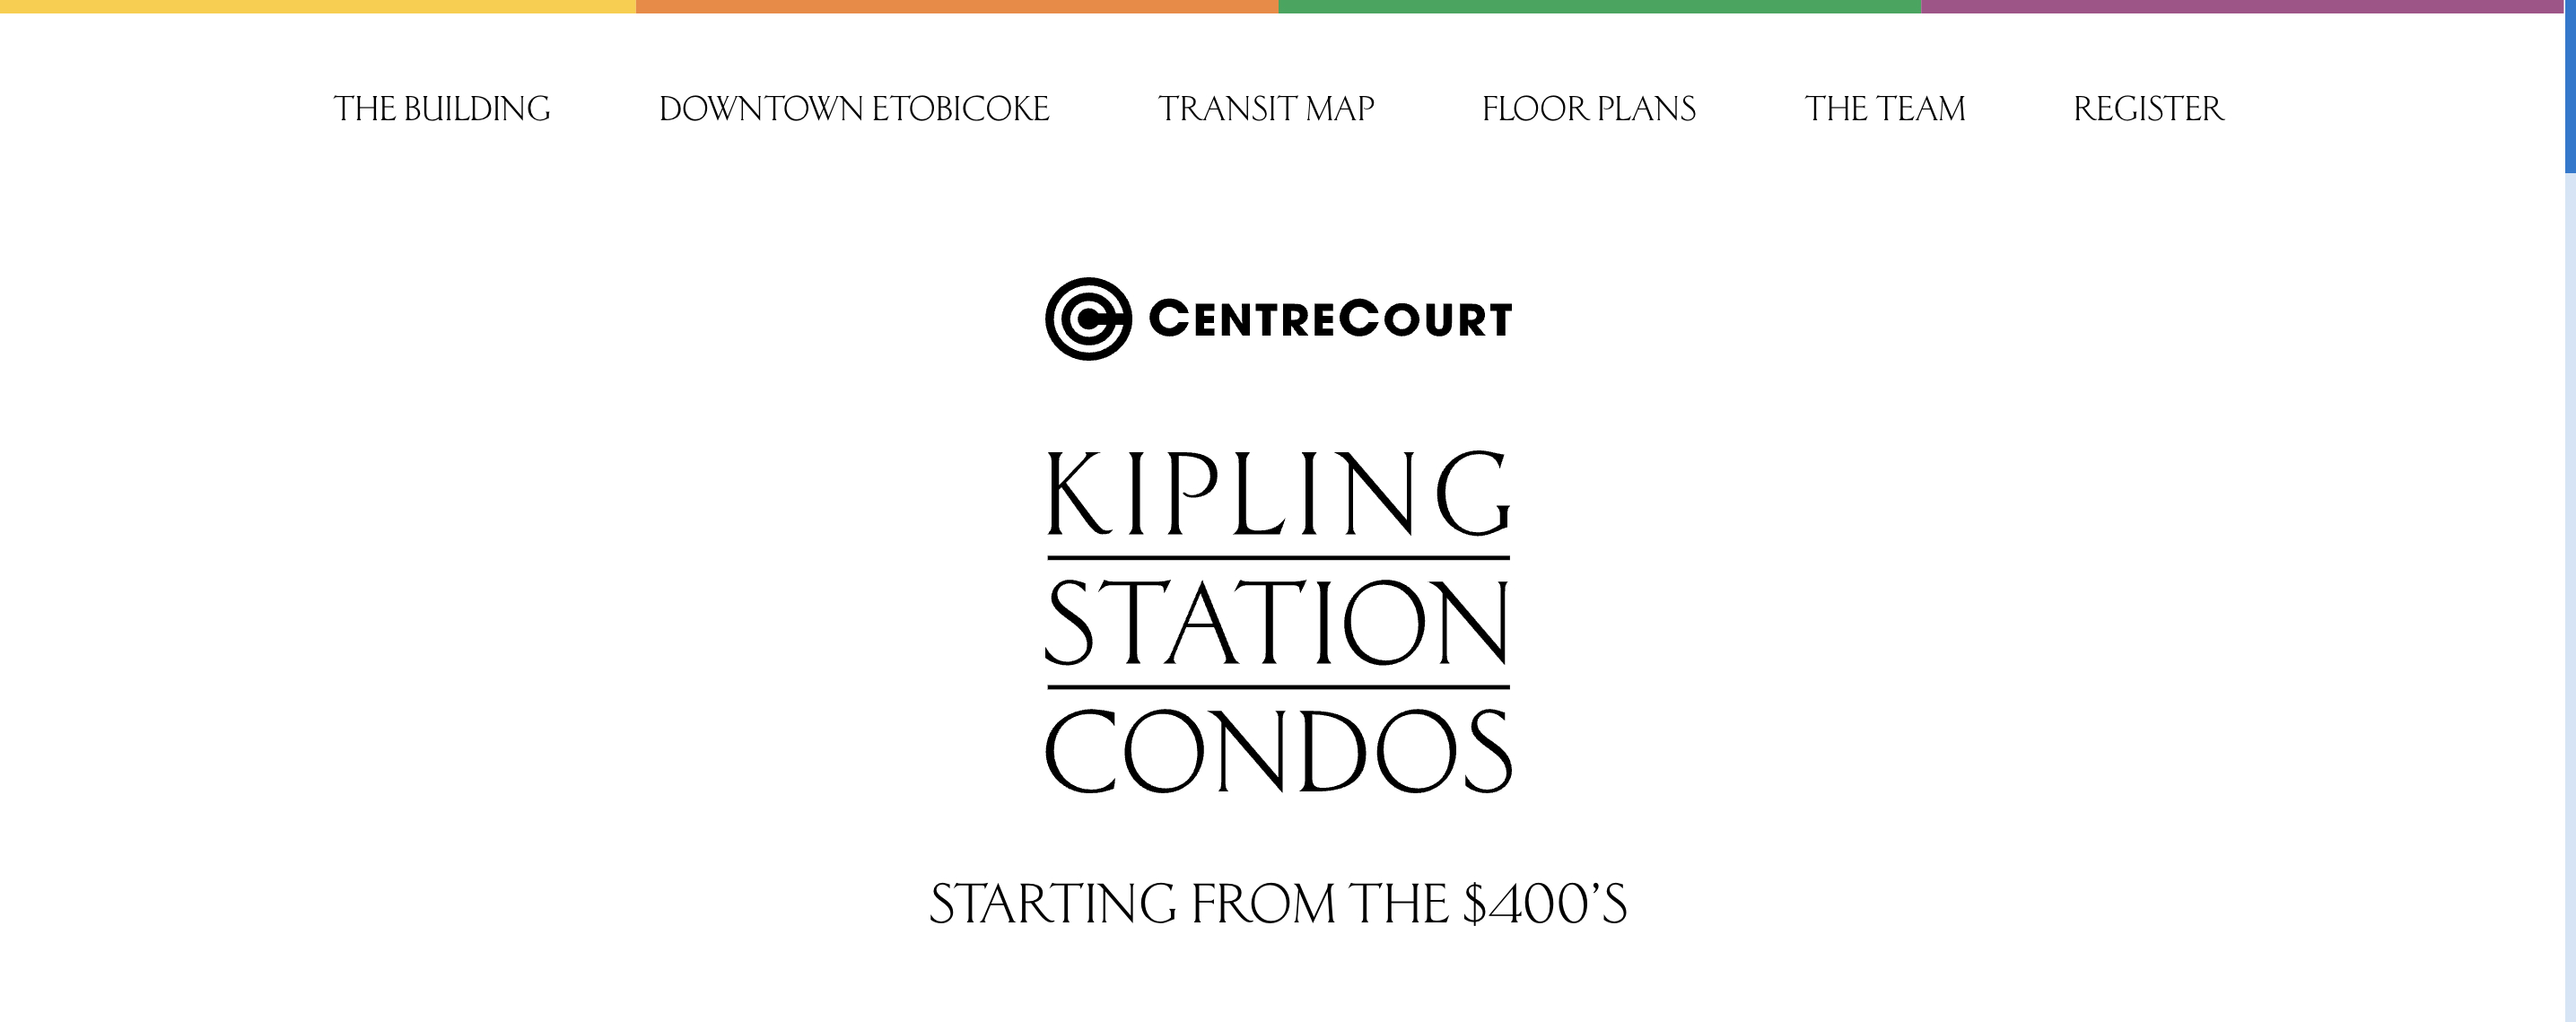 THE BUILDING DOWNTOWN ETOBICOKE TRANSIT MAP FLOOR PLANS THE TEAM REGISTER
CENTRECOURT
KIPLING
STATION
CONDOS
STARTING FROM THE $400’S